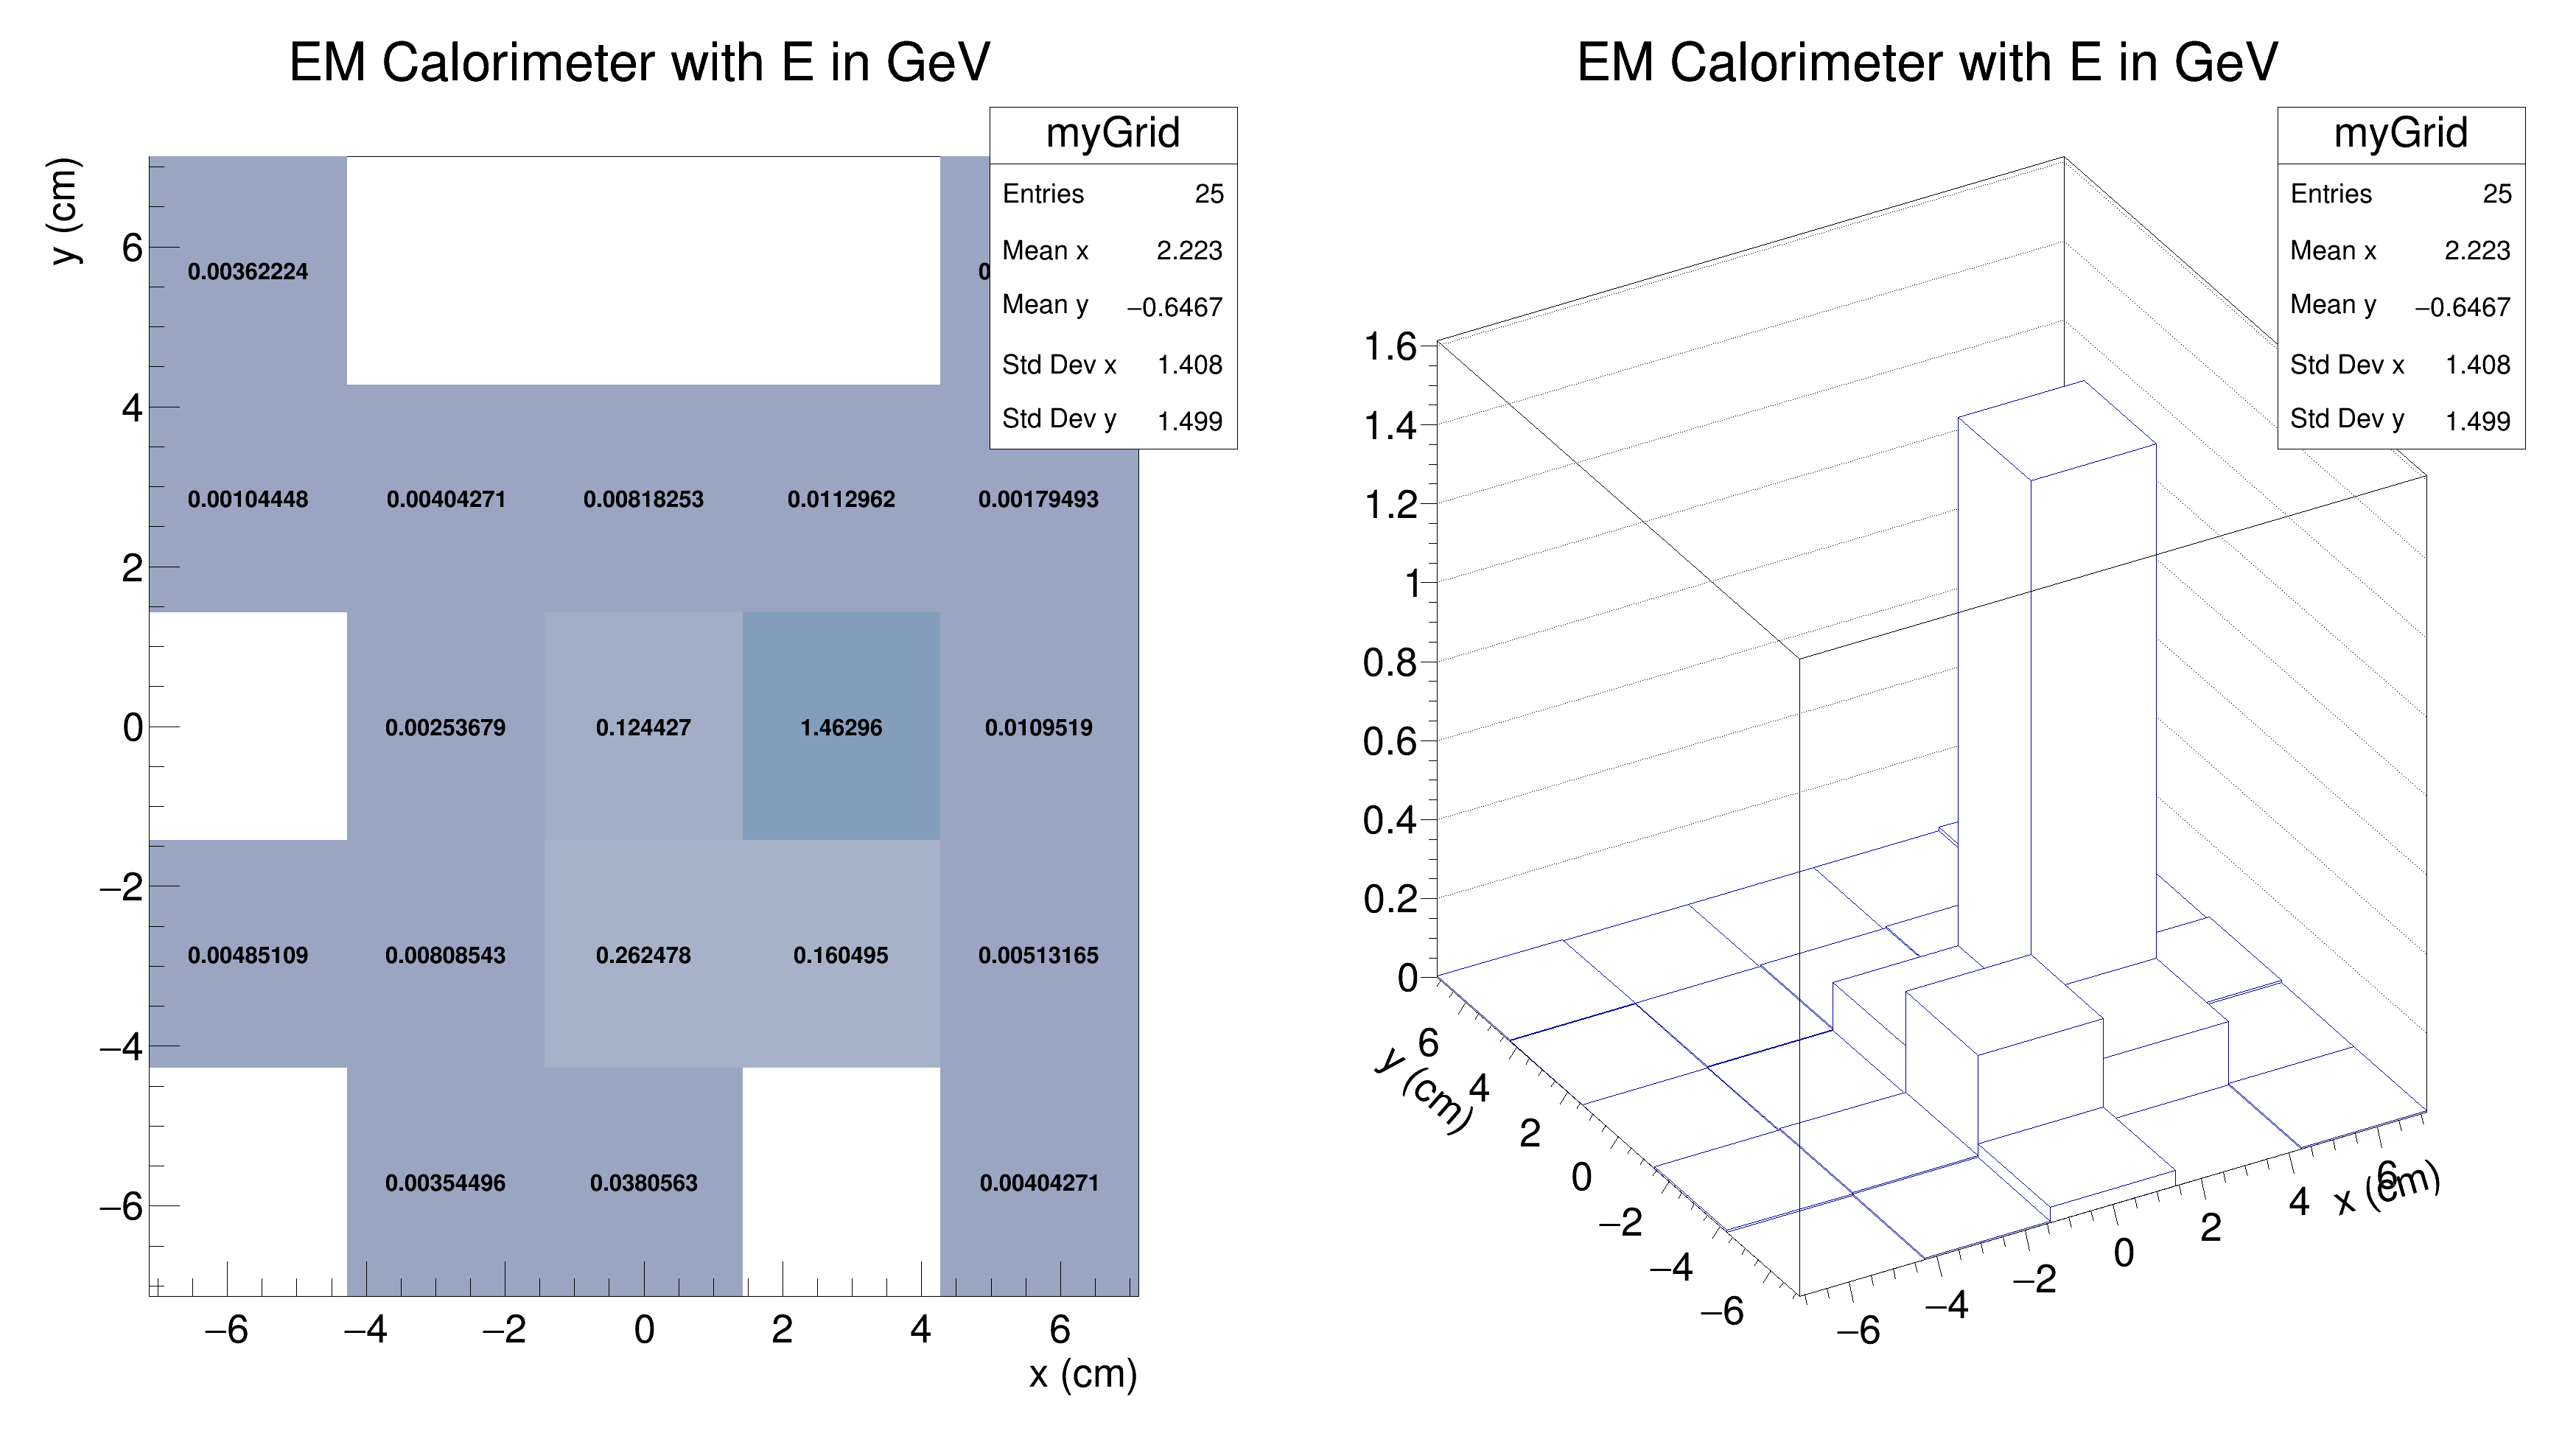 EM Calorimeter with E in GeV
myGrid
Entries 25
Mean x 2.223
Mean y −0.6467
Std Dev x 1.408
Std Dev y 1.499
y (cm)
6
4
2
0
−2
−4
−6
0.00362224 0
0.00104448 0.00404271 0.00818253 0.0112962 0.00179493
0.00253679 0.124427 1.46296 0.0109519
0.00485109 0.00808543 0.262478 0.160495 0.00513165
0.00354496 0.0380563 0.00404271
−6 −4 −2 0 2 4 6
x (cm)
EM Calorimeter with E in GeV
myGrid
Entries 25
Mean x 2.223
Mean y −0.6467
Std Dev x 1.408
Std Dev y 1.499
1.6
1.4
1.2
1
0.8
0.6
0.4
0.2
0
6
4
2
0
−2
−4
−6
y (cm)
−6 −4 −2 0 2 4 6
x (cm)